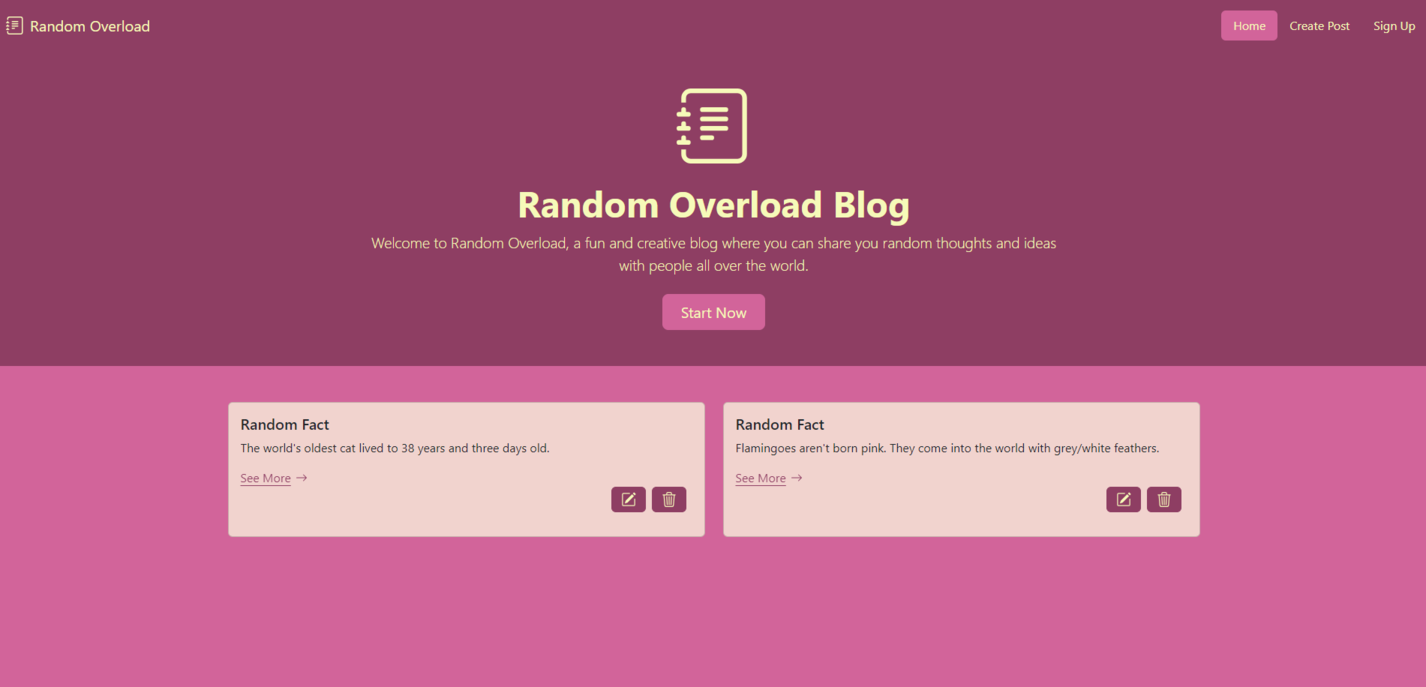 Random Overload
Home
Create Post
Sign Up
Random Overload Blog
Welcome to Random Overload, a fun and creative blog where you can share you random thoughts and ideas
with people all over the world.
Start Now
Random Fact
The world's oldest cat lived to 38 years and three days old.
See More
Random Fact
Flamingoes aren't born pink. They come into the world with grey/white feathers.
See More